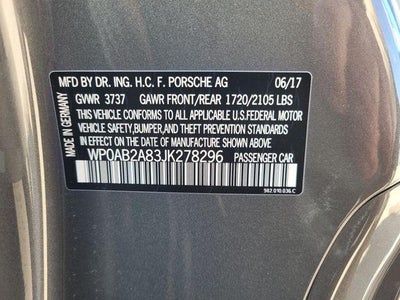 MFD BY DR. ING. H.C. F. PORSCHE AG 06/17
GVWR 3737 GAWR FRONT/REAR 1720/2105 LBS
THIS VEHICLE CONFORMS TO ALL APPLICABLE U.S.FEDERAL MOTOR
VEHICLE SAFETY,BUMPER,AND THEFT PREVENTION STANDARDS
IN EFFECT ON THE DATE OF MANUFACTURE SHOWN ABOVE.
WP0AB2A83JK278296 PASSENGER CAR
982.010.036.C
MADE IN GERMANY